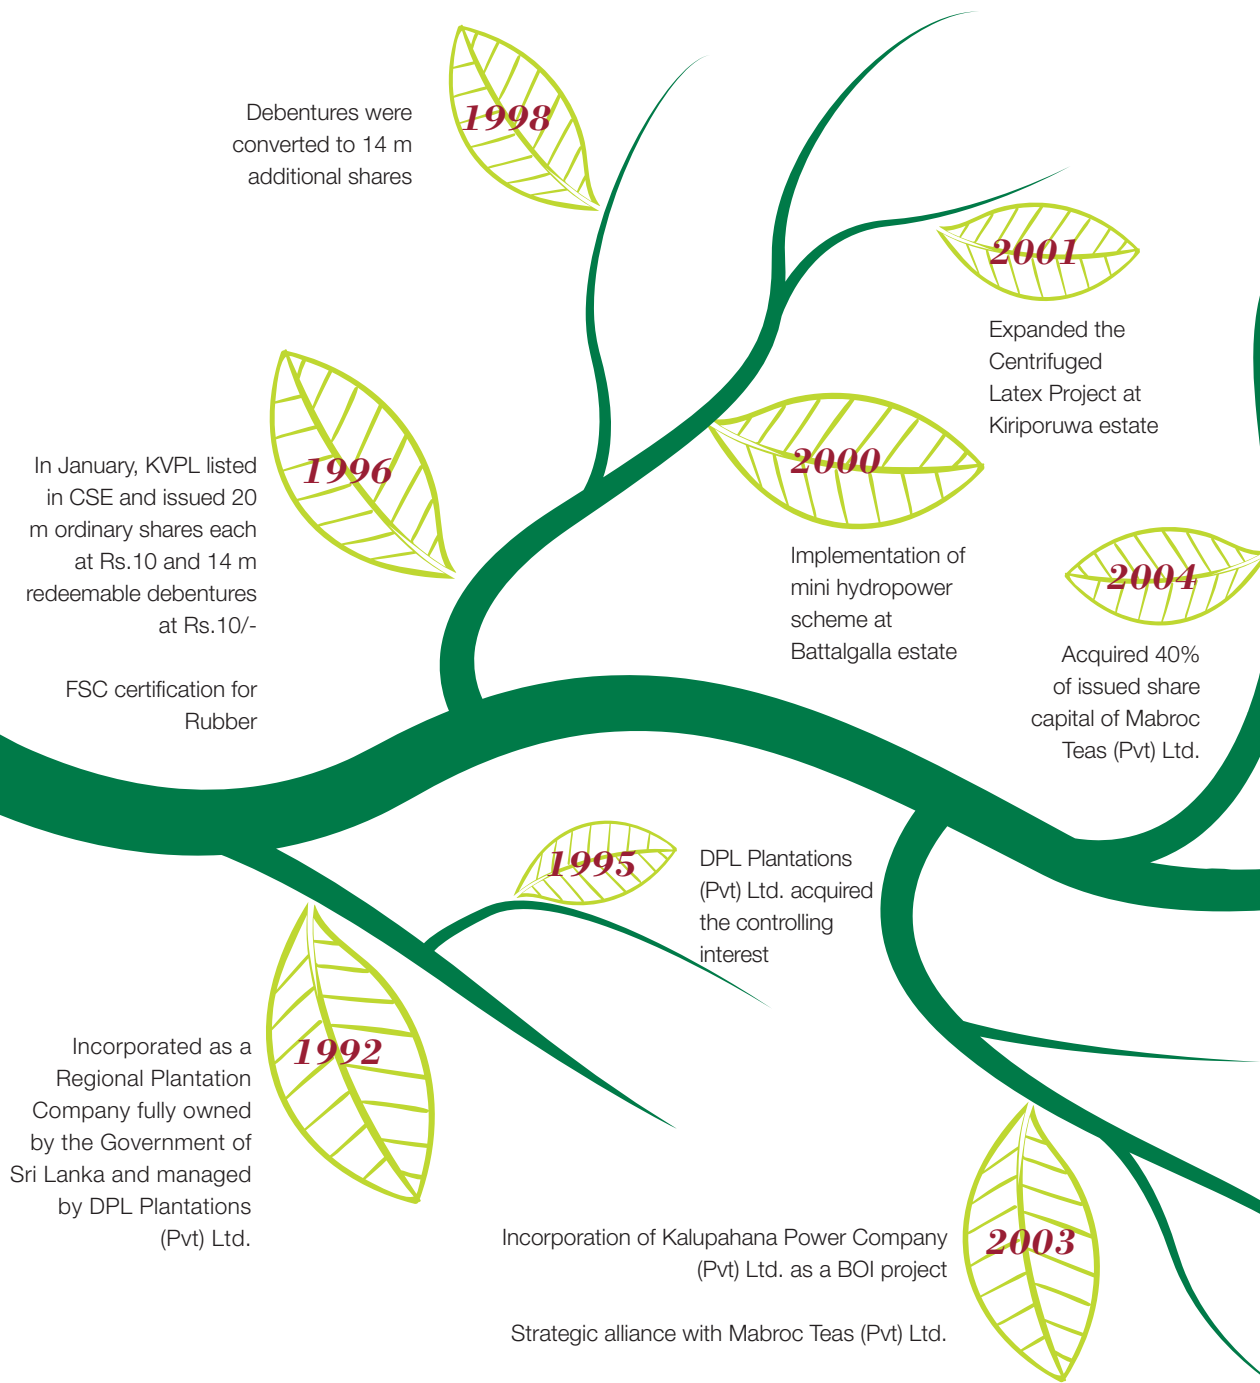 1998
Debentures were
converted to 14 m
additional shares
2001
Expanded the
Centrifuged
Latex Project at
Kiriporuwa estate
1996
In January, KVPL listed
in CSE and issued 20
m ordinary shares each
at Rs.10 and 14 m
redeemable debentures
at Rs.10/-
FSC certification for
Rubber
2000
Implementation of
mini hydropower
scheme at
Battalgalla estate
2004
Acquired 40%
of issued share
capital of Mabroc
Teas (Pvt) Ltd.
1995
DPL Plantations
(Pvt) Ltd. acquired
the controlling
interest
1992
Incorporated as a
Regional Plantation
Company fully owned
by the Government of
Sri Lanka and managed
by DPL Plantations
(Pvt) Ltd.
2003
Incorporation of Kalupahana Power Company
(Pvt) Ltd. as a BOI project
Strategic alliance with Mabroc Teas (Pvt) Ltd.